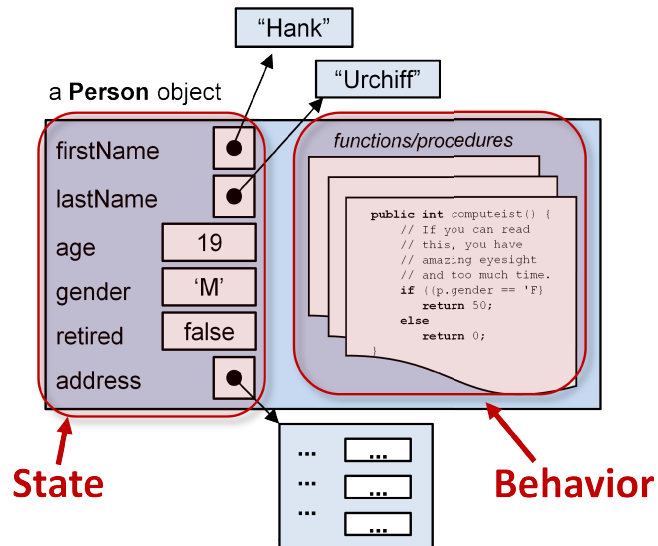 “Hank”
“Urchiff”
a Person object
firstName
lastName
age 19
gender ‘M’
retired false
address
functions/procedures
public int computeist() {
// If you can read
// this, you have
// amazing eyesight
// and too much time.
if ((p.gender == 'F}
return 50;
else
return 0;
}
... ...
... ...
... ...
State
Behavior